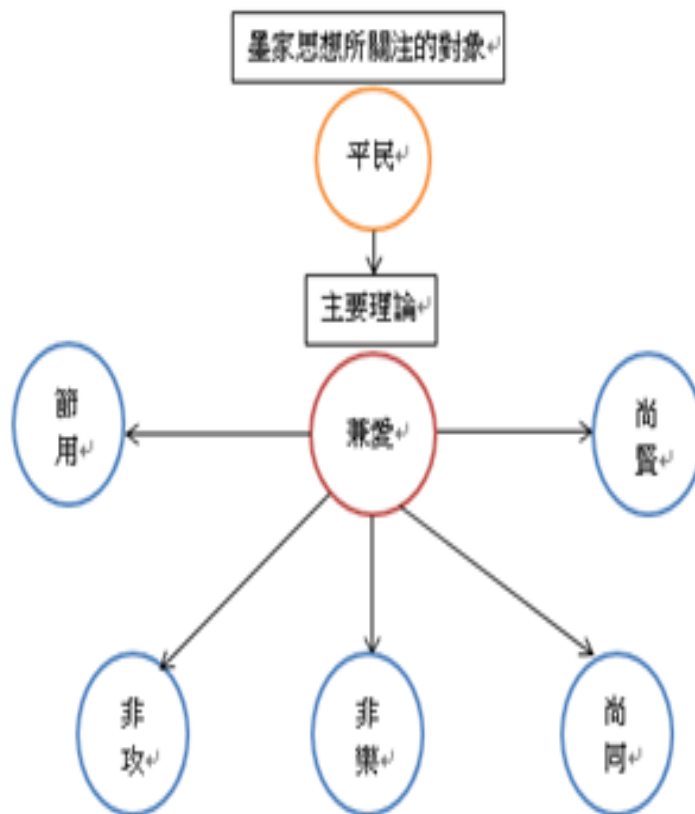 墨家思想所關注的對象
平民
主要理論
節
用
兼愛
尚
賢
非
攻
非
樂
尚
同